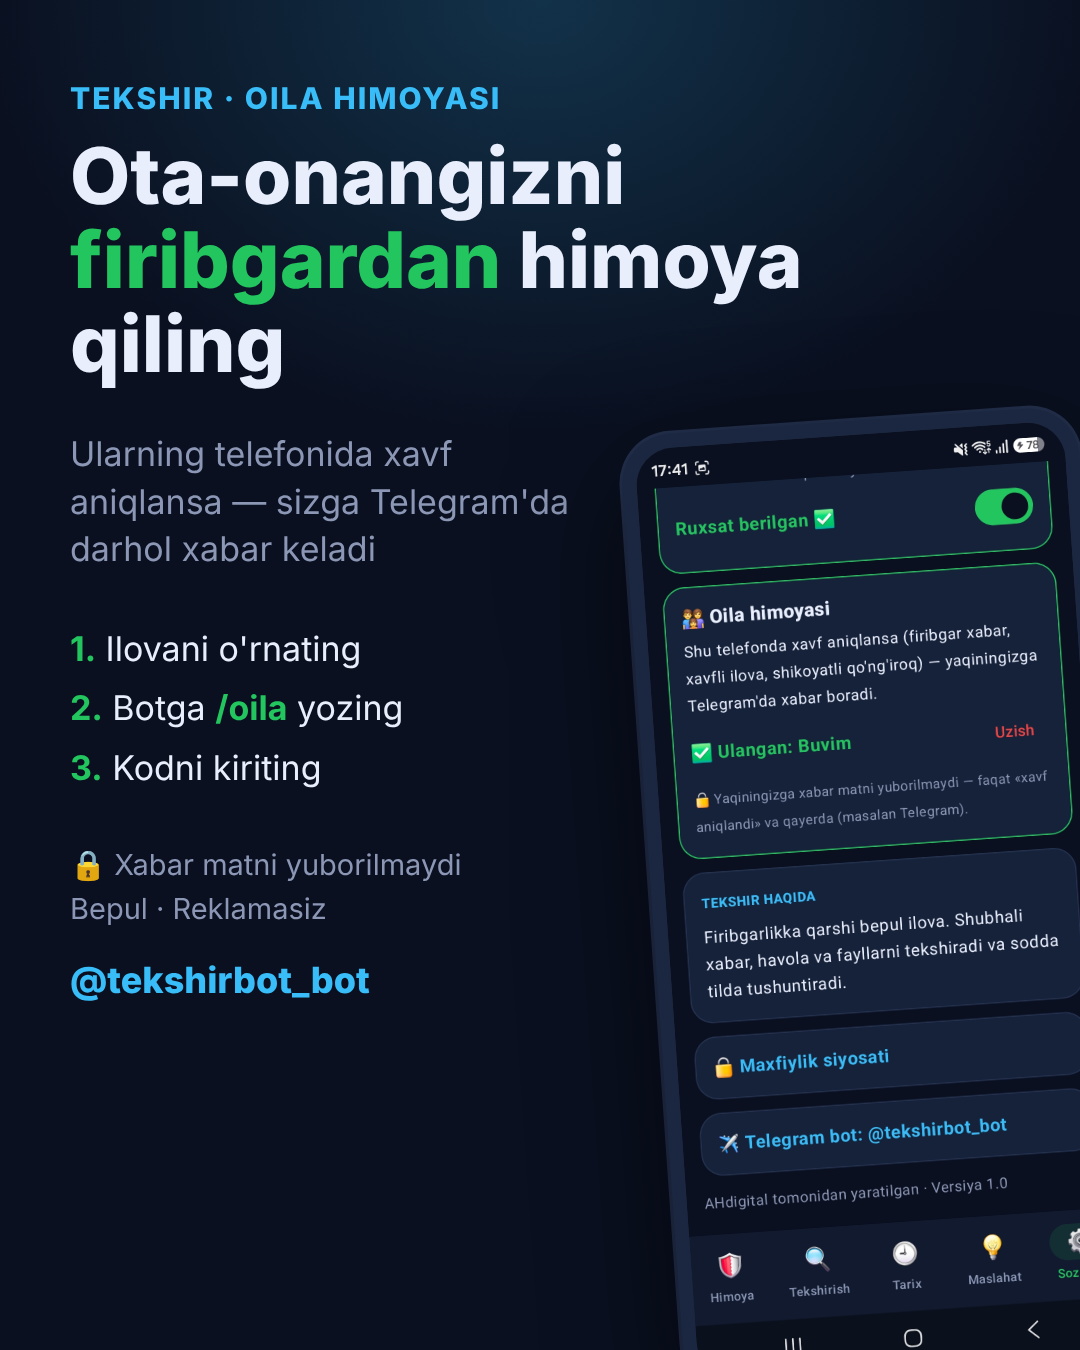 TEKSHIR · OILA HIMOYASI
Ota-onangizni
firibgardan himoya
qiling
Ularning telefonida xavf
aniqlansa — sizga Telegram'da
darhol xabar keladi
1. Ilovani o'rnating
2. Botga /oila yozing
3. Kodni kiriting
🔒 Xabar matni yuborilmaydi
Bepul · Reklamasiz
@tekshirbot_bot
17:41
78
Ruxsat berilgan ✅
👨‍👩‍👧‍👦 Oila himoyasi
Shu telefonda xavf aniqlansa (firibgar xabar,
xavfli ilova, shikoyatli qo'ng'iroq) — yaqiningizga
Telegram'da xabar boradi.
✅ Ulangan: Buvim
Uzish
🔒 Yaqiningizga xabar matni yuborilmaydi — faqat «xavf
aniqlandi» va qayerda (masalan Telegram).
TEKSHIR HAQIDA
Firibgarlikka qarshi bepul ilova. Shubhali
xabar, havola va fayllarni tekshiradi va sodda
tilda tushuntiradi.
🔒 Maxfiylik siyosati
✈️ Telegram bot: @tekshirbot_bot
AHdigital tomonidan yaratilgan · Versiya 1.0
Himoya
Tekshirish
Tarix
Maslahat
Soz